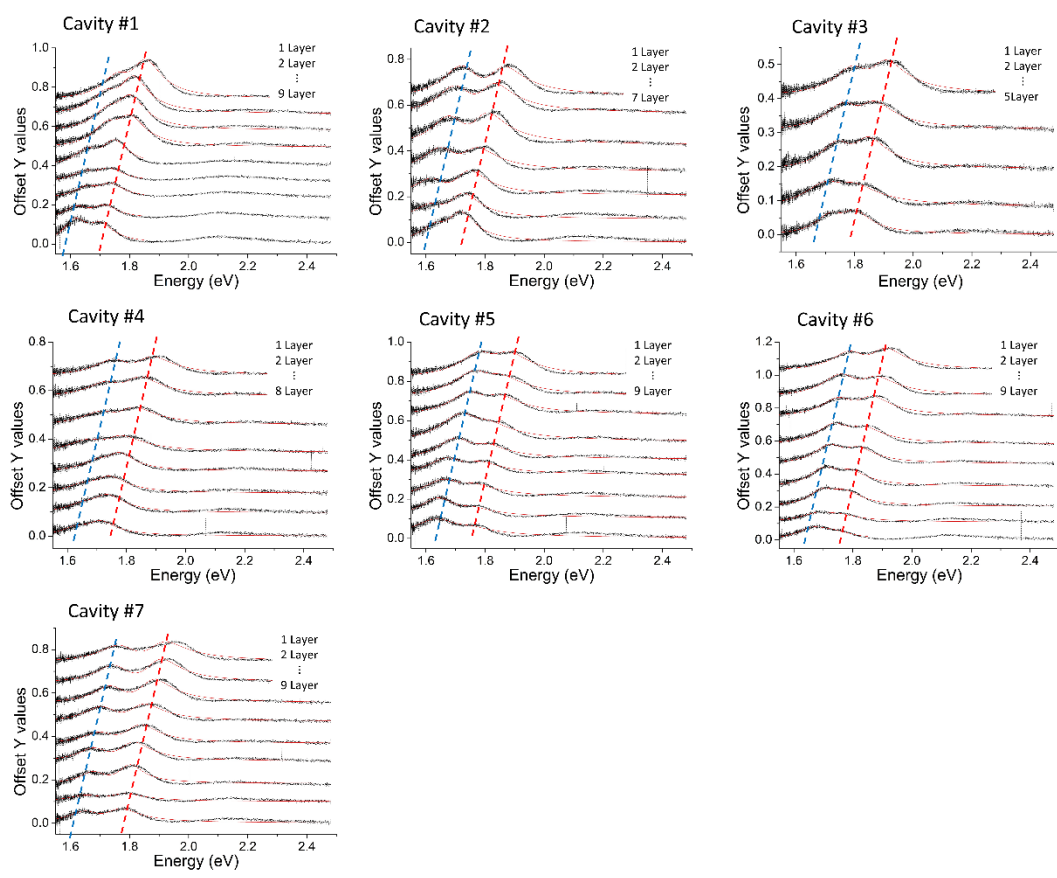 Cavity #1
1.0
0.8
0.6
0.4
0.2
0.0
Offset Y values
1 Layer
2 Layer
⋮
9 Layer
1.6 1.8 2.0 2.2 2.4
Energy (eV)
Cavity #2
0.8
0.6
0.4
0.2
0.0
Offset Y values
1 Layer
2 Layer
⋮
7 Layer
1.6 1.8 2.0 2.2 2.4
Energy (eV)
Cavity #3
0.5
0.4
0.3
0.2
0.1
0.0
Offset Y values
1 Layer
2 Layer
⋮
5Layer
1.6 1.8 2.0 2.2 2.4
Energy (eV)
Cavity #4
0.8
0.6
0.4
0.2
0.0
Offset Y values
1 Layer
2 Layer
⋮
8 Layer
1.6 1.8 2.0 2.2 2.4
Energy (eV)
Cavity #5
1.0
0.8
0.6
0.4
0.2
0.0
Offset Y values
1 Layer
2 Layer
⋮
9 Layer
1.6 1.8 2.0 2.2 2.4
Energy (eV)
Cavity #6
1.2
1.0
0.8
0.6
0.4
0.2
0.0
Offset Y values
1 Layer
2 Layer
⋮
9 Layer
1.6 1.8 2.0 2.2 2.4
Energy (eV)
Cavity #7
0.8
0.6
0.4
0.2
0.0
Offset Y values
1 Layer
2 Layer
⋮
9 Layer
1.6 1.8 2.0 2.2 2.4
Energy (eV)